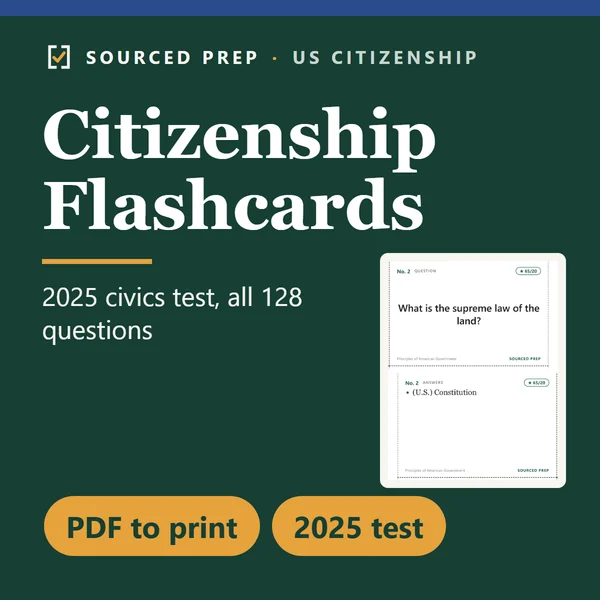 SOURCED PREP · US CITIZENSHIP
Citizenship
Flashcards
2025 civics test, all 128
questions
No. 2 QUESTION ★ 65/20
What is the supreme law of the
land?
Principles of American Government SOURCED PREP
No. 2 ANSWERS ★ 65/20
• (U.S.) Constitution
Principles of American Government SOURCED PREP
PDF to print
2025 test